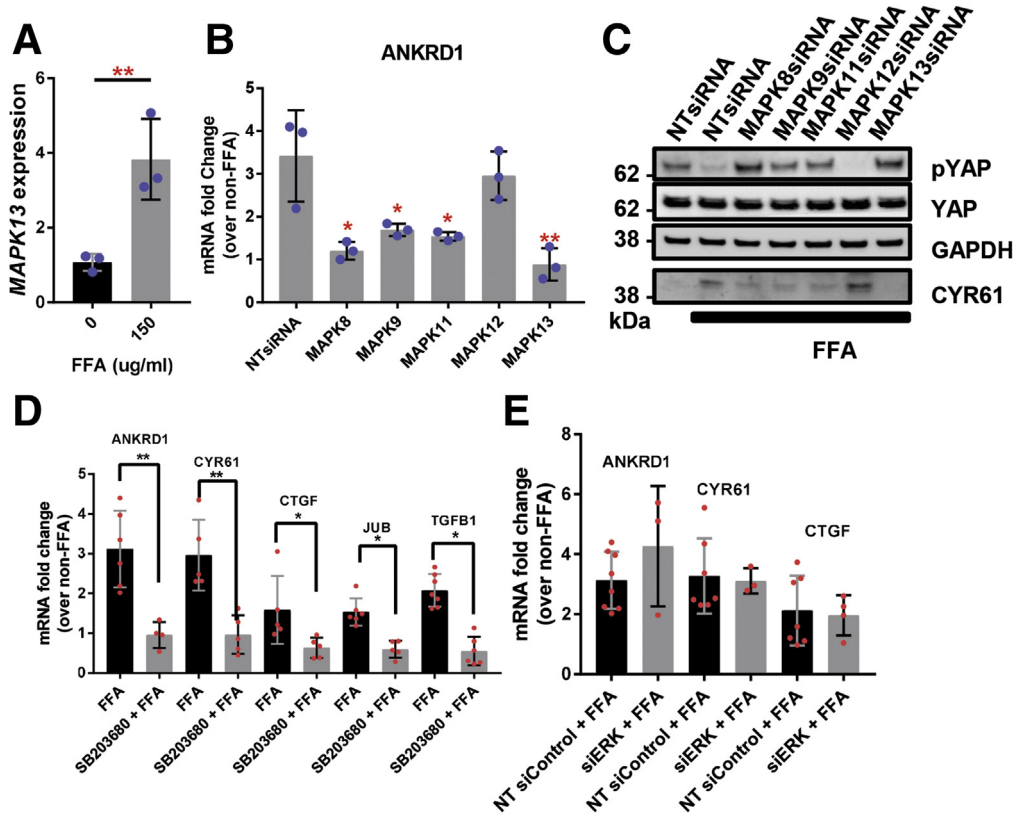 A
MAPK13 expression
6
4
2
0
**
0
150
FFA (ug/ml)
B
ANKRD1
mRNA fold Change
(over non-FFA)
5
4
3
2
1
0
*
*
*
**
NTsiRNA
MAPK8
MAPK9
MAPK11
MAPK12
MAPK13
C
NTsiRNA
NTsiRNA
MAPK8siRNA
MAPK9siRNA
MAPK11siRNA
MAPK12siRNA
MAPK13siRNA
62
pYAP
62
YAP
38
GAPDH
38
CYR61
kDa
FFA
D
mRNA fold change
(over non-FFA)
5
4
3
2
1
0
ANKRD1
**
CYR61
**
CTGF
*
JUB
*
TGFB1
*
FFA
SB203680 + FFA
FFA
SB203680 + FFA
FFA
SB203680 + FFA
FFA
SB203680 + FFA
FFA
SB203680 + FFA
E
mRNA fold change
(over non-FFA)
8
6
4
2
0
ANKRD1
CYR61
CTGF
NT siControl + FFA
siERK + FFA
NT siControl + FFA
siERK + FFA
NT siControl + FFA
siERK + FFA